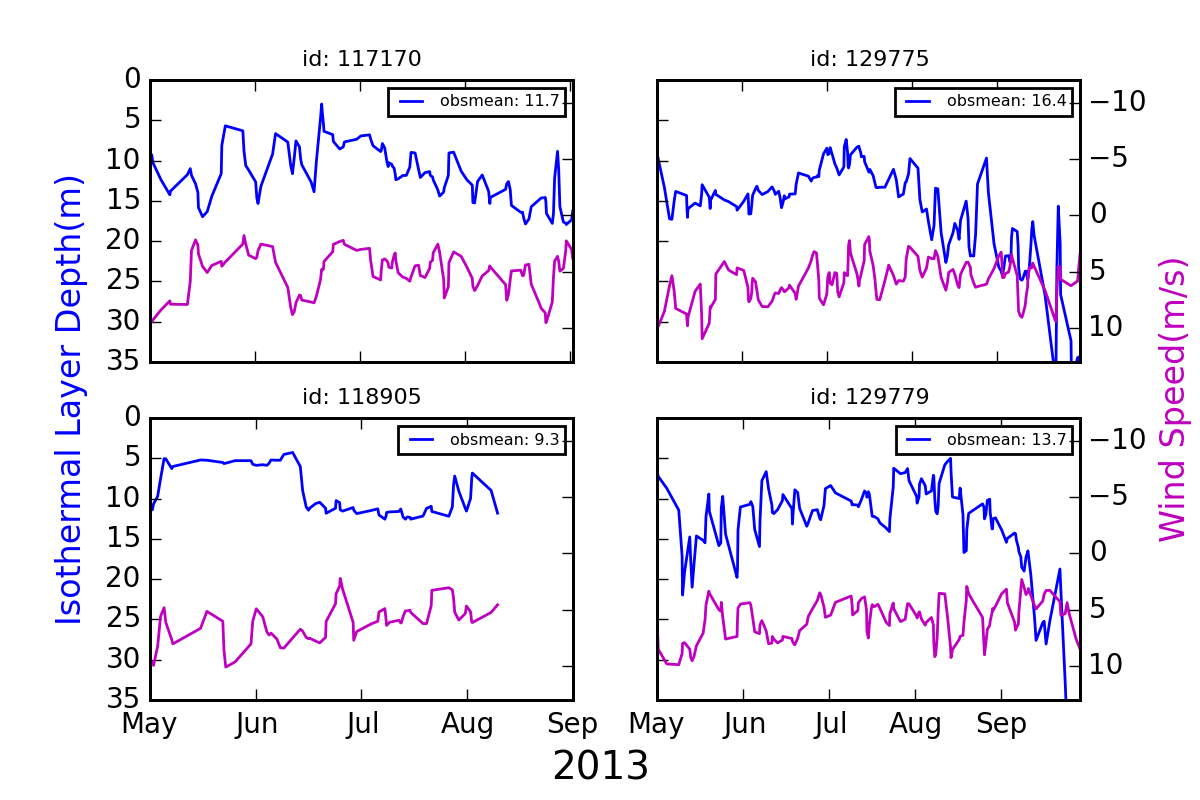 id: 117170
id: 129775
0
5
10
15
20
25
30
35
obsmean: 11.7
obsmean: 16.4
−10
−5
0
5
10
Isothermal Layer Depth(m)
Wind Speed(m/s)
id: 118905
id: 129779
0
5
10
15
20
25
30
35
obsmean: 9.3
obsmean: 13.7
−10
−5
0
5
10
May Jun Jul Aug Sep
May Jun Jul Aug Sep
2013